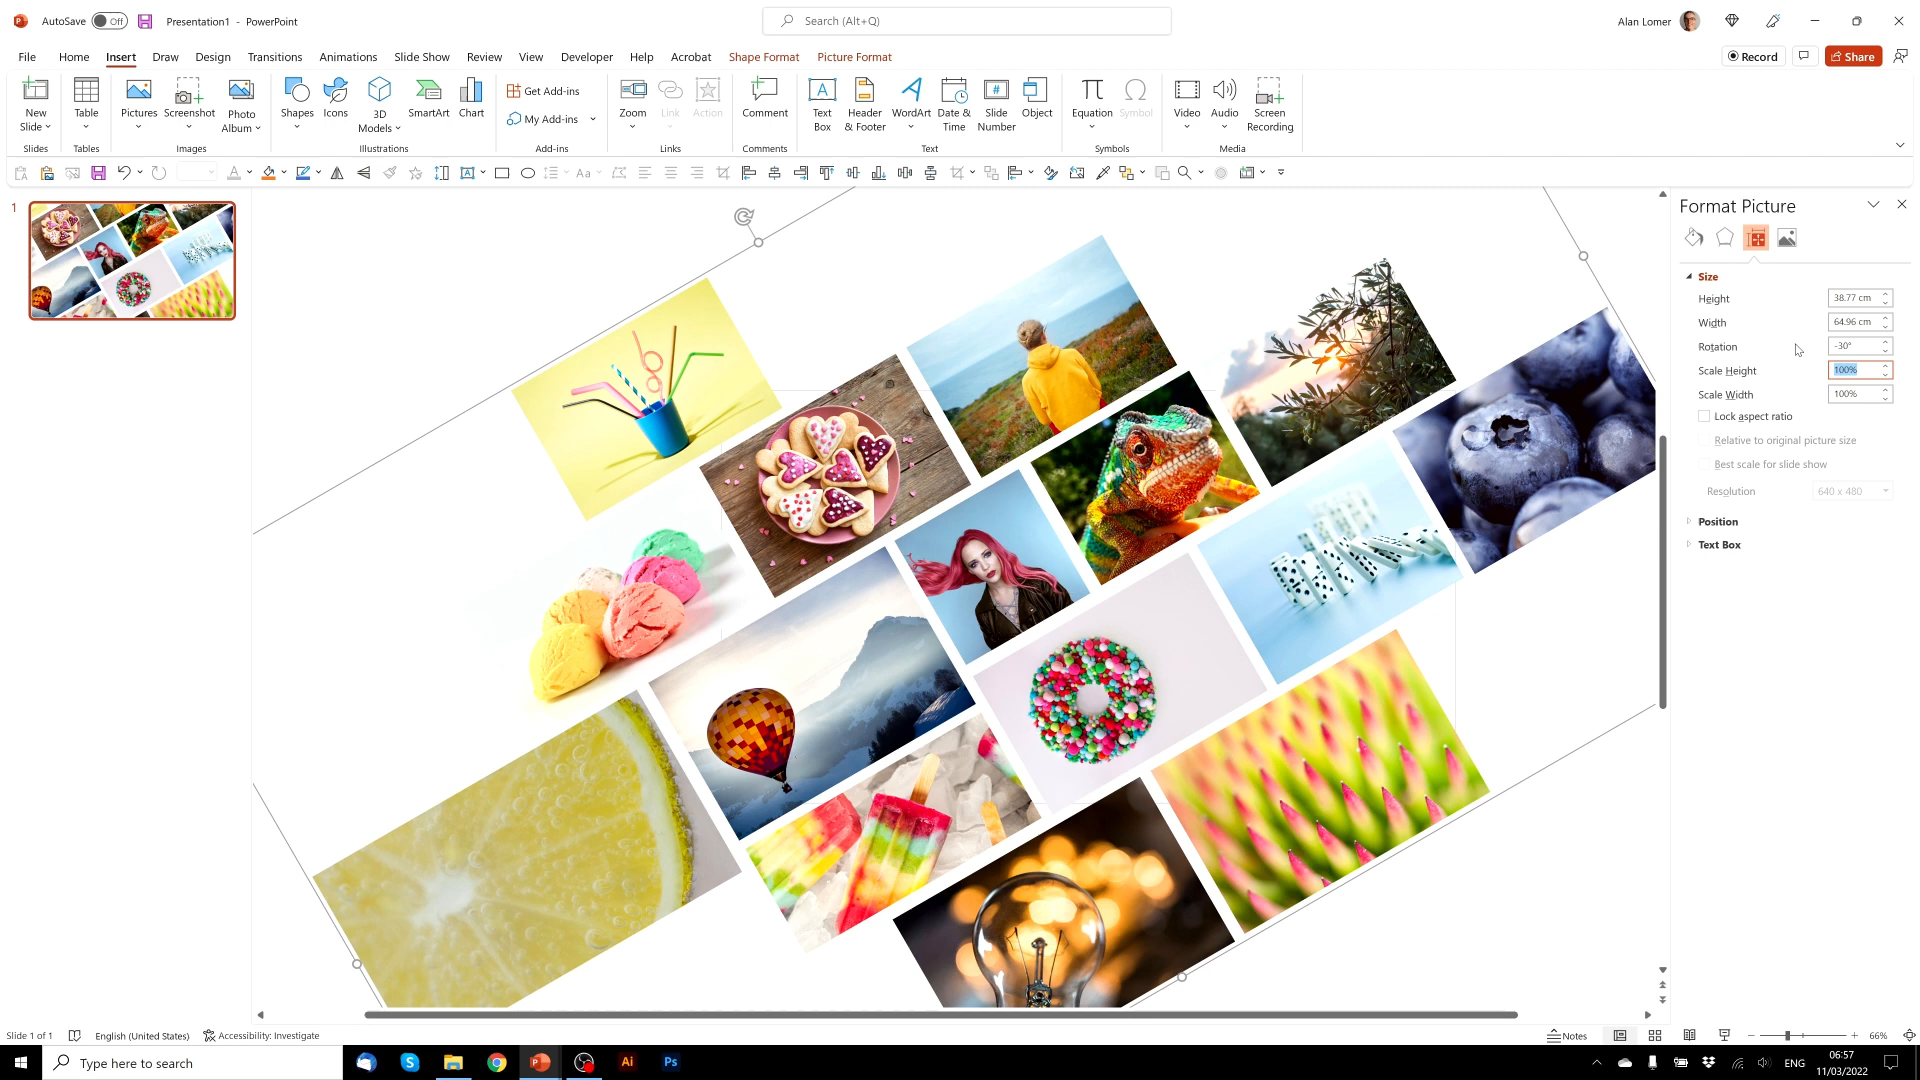 AutoSave Off Presentation1 - PowerPoint Search (Alt+Q) Alan Lomer
File Home Insert Draw Design Transitions Animations Slide Show Review View Developer Help Acrobat Shape Format Picture Format Record Share
New Slide Table Pictures Screenshot Photo Album Shapes Icons 3D Models SmartArt Chart Get Add-ins My Add-ins Zoom Link Action Comment Text Box Header & Footer WordArt Date & Time Slide Number Object Equation Symbol Video Audio Screen Recording
Slides Tables Images Illustrations Add-ins Links Comments Text Symbols Media
1
Format Picture
Size
Height 38.77 cm
Width 64.96 cm
Rotation -30°
Scale Height 100%
Scale Width 100%
Lock aspect ratio
Relative to original picture size
Best scale for slide show
Resolution 640 x 480
Position
Text Box
Slide 1 of 1 English (United States) Accessibility: Investigate Notes 66%
Type here to search Ai Ps ENG 06:57
11/03/2022